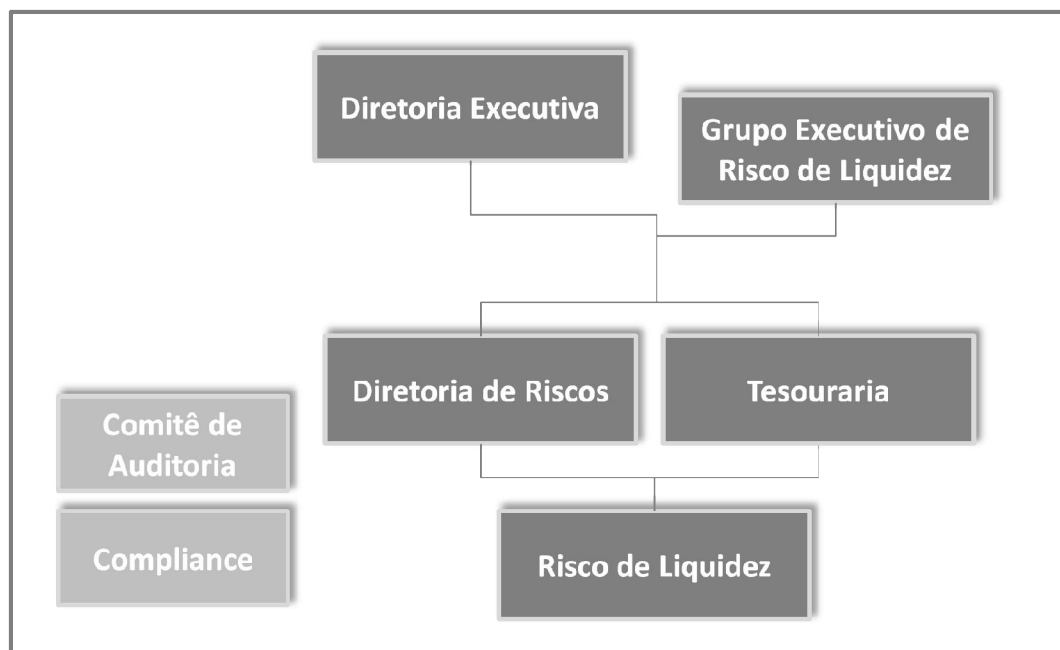 Diretoria Executiva
Grupo Executivo de
Risco de Liquidez
Diretoria de Riscos
Tesouraria
Comitê de
Auditoria
Compliance
Risco de Liquidez